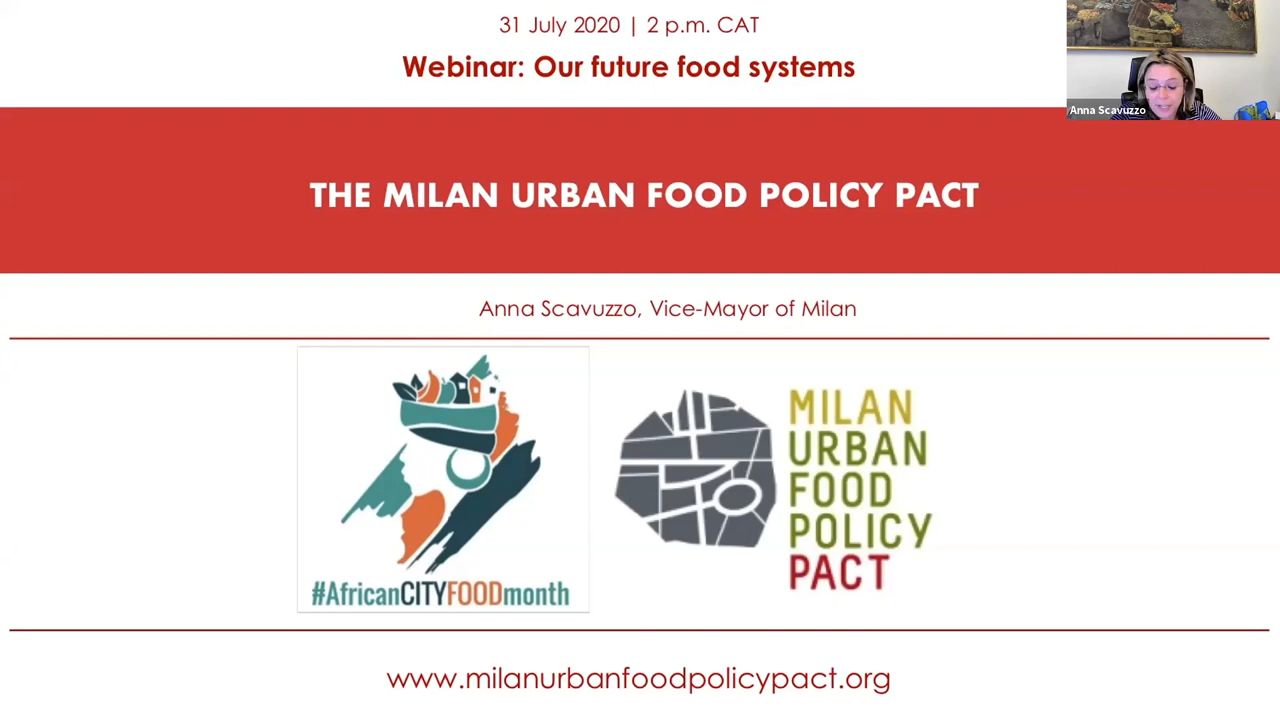 31 July 2020 | 2 p.m. CAT
Webinar: Our future food systems
Anna Scavuzzo
THE MILAN URBAN FOOD POLICY PACT
Anna Scavuzzo, Vice-Mayor of Milan
#AfricanCITYFOODmonth
MILAN
URBAN
FOOD
POLICY
PACT
www.milanurbanfoodpolicypact.org